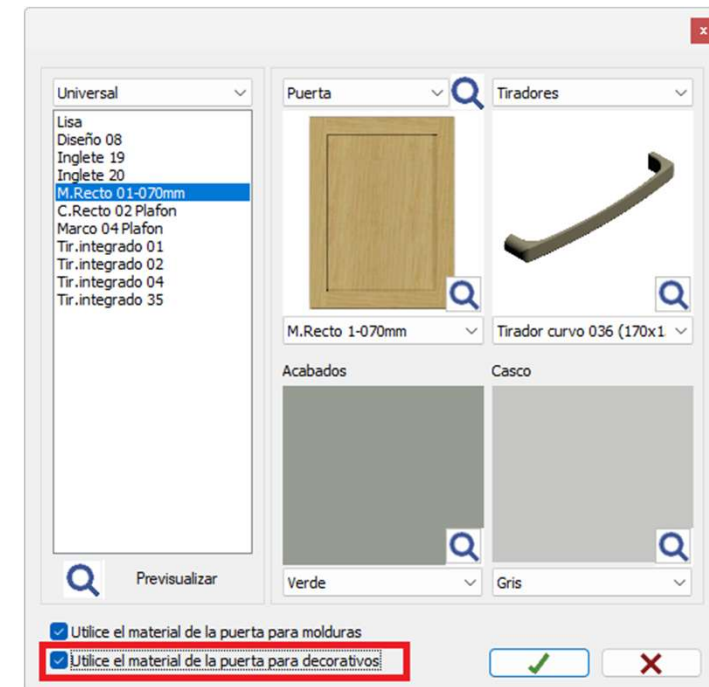 x
Universal
Lisa
Diseño 08
Inglete 19
Inglete 20
M.Recto 01-070mm
C.Recto 02 Plafon
Marco 04 Plafon
Tir.integrado 01
Tir.integrado 02
Tir.integrado 04
Tir.integrado 35
Previsualizar
Puerta
Tiradores
M.Recto 1-070mm
Tirador curvo 036 (170x1
Acabados
Casco
Verde
Gris
Utilice el material de la puerta para molduras
Utilice el material de la puerta para decorativos